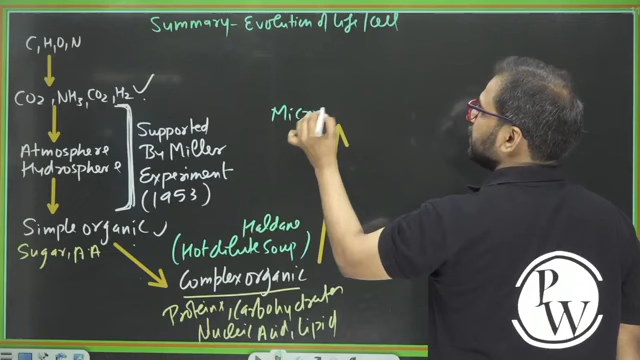 Summary- Evolution of life/cell
C, H, O, N
CO2, NH3, CO2, H2
Atmosphere
Hydrosphere
Supported
By Miller
Experiment
(1953)
Simple organic
Sugar, A A
Haldane
(Hot dilute Soup)
Complex organic
Proteins, Carbohydrates
Nucleic Acid, Lipid
Micr
PW